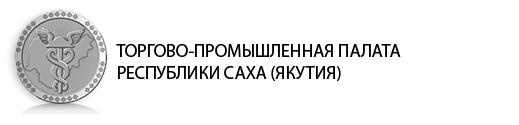 ТОРГОВО-ПРОМЫШЛЕННАЯ ПАЛАТА
РЕСПУБЛИКИ САХА (ЯКУТИЯ)